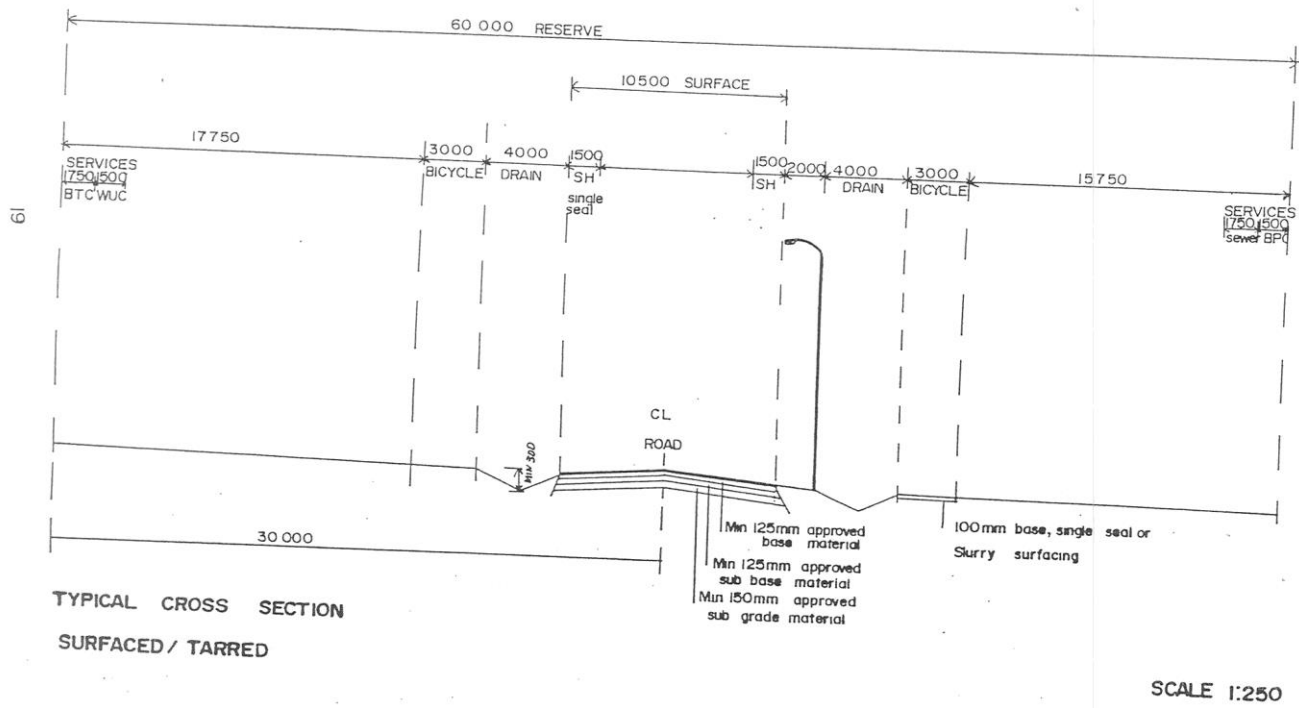 60 000 RESERVE
10500 SURFACE
17750
3000
4000
1500
1500
2000
4000
3000
15750
BICYCLE
DRAIN
SH
SH
DRAIN
BICYCLE
single
seal
SERVICES
1750 1500
BTC WUC
SERVICES
1750 1500
sewer BPC
19
CL
ROAD
MIN 300
30 000
Min 125mm approved
base material
Min 125mm approved
sub base material
Min 150mm approved
sub grade material
100mm base, single seal or
Slurry surfacing
TYPICAL CROSS SECTION
SURFACED / TARRED
SCALE 1:250